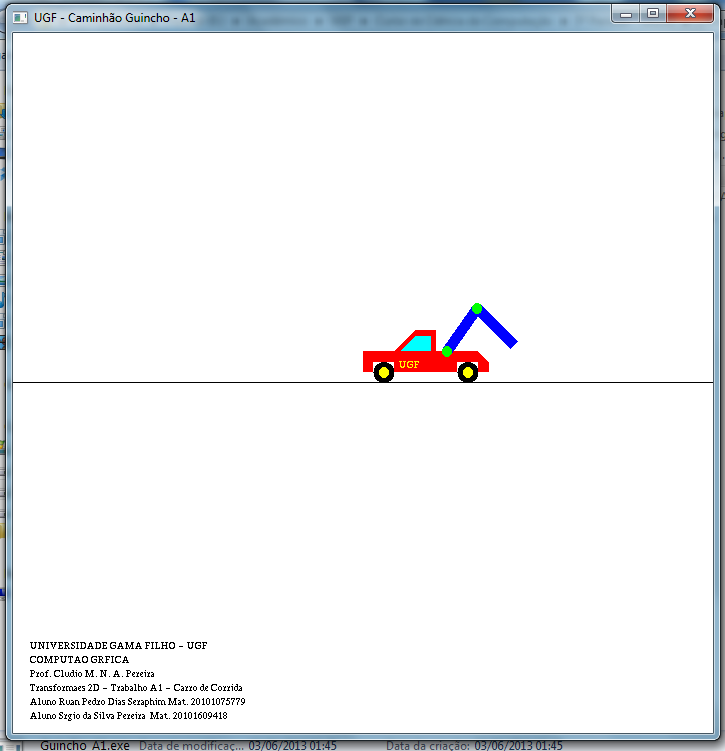 UGF - Caminhão Guincho - A1
UGF
UNIVERSIDADE GAMA FILHO - UGF
COMPUTAO GRFICA
Prof. Cludio M. N. A. Pereira
Transformaes 2D - Trabalho A1 - Carro de Corrida
Aluno Ruan Pedro Dias Seraphim Mat. 20101075779
Aluno Srgio da Silva Pereira Mat. 20101609418
Guincho A1.exe Data de modificaç... 03/06/2013 01:45 Data da criação: 03/06/2013 01:45